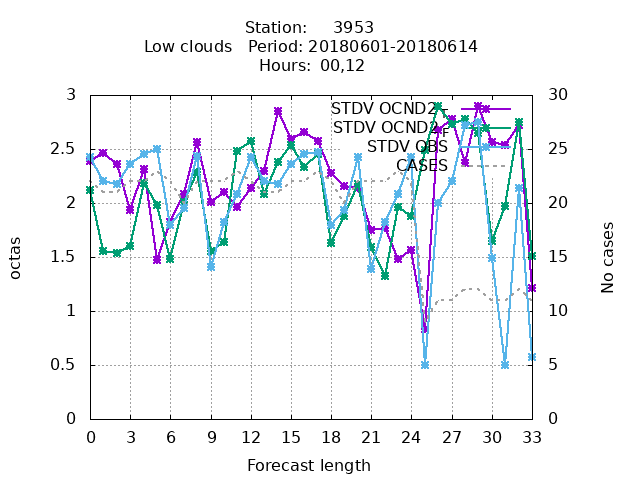 Station: 3953
Low clouds Period: 20180601-20180614
Hours: 00,12
3
2.5
2
1.5
1
0.5
0
30
25
20
15
10
5
0
octas
No cases
STDV OCND2_T
STDV OCND2_F
STDV OBS
CASES
0 3 6 9 12 15 18 21 24 27 30 33
Forecast length